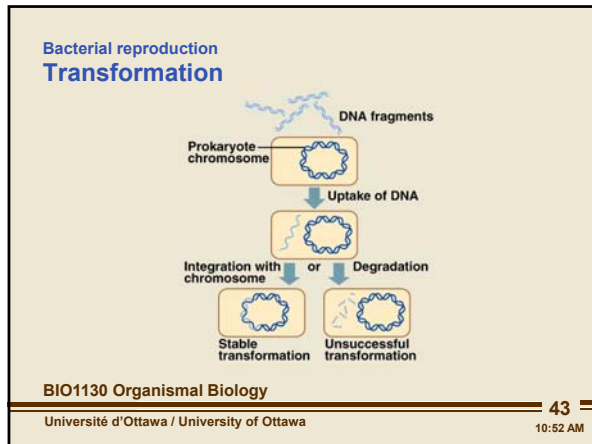 Bacterial reproduction
Transformation
DNA fragments
Prokaryote
chromosome
Uptake of DNA
Integration with or Degradation
chromosome
Stable
transformation
Unsuccessful
transformation
BIO1130 Organismal Biology
43
Université d'Ottawa / University of Ottawa
10:52 AM